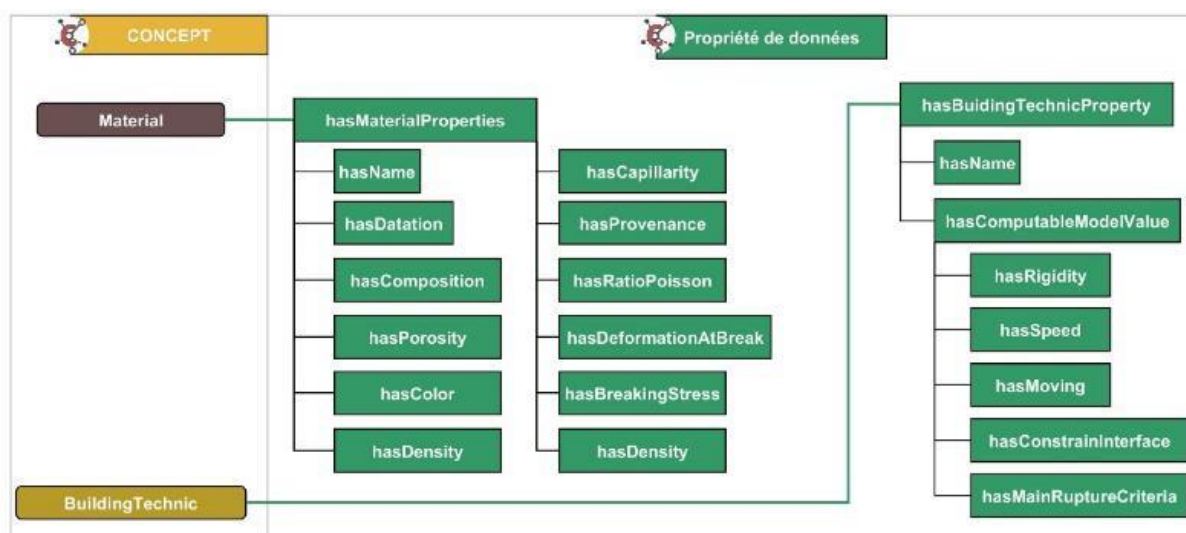 CONCEPT
Propriété de données
Material
hasMaterialProperties
hasName
hasDatation
hasComposition
hasPorosity
hasColor
hasDensity
hasCapillarity
hasProvenance
hasRatioPoisson
hasDeformationAtBreak
hasBreakingStress
hasDensity
BuildingTechnic
hasBuidingTechnicProperty
hasName
hasComputableModelValue
hasRigidity
hasSpeed
hasMoving
hasConstrainInterface
hasMainRuptureCriteria